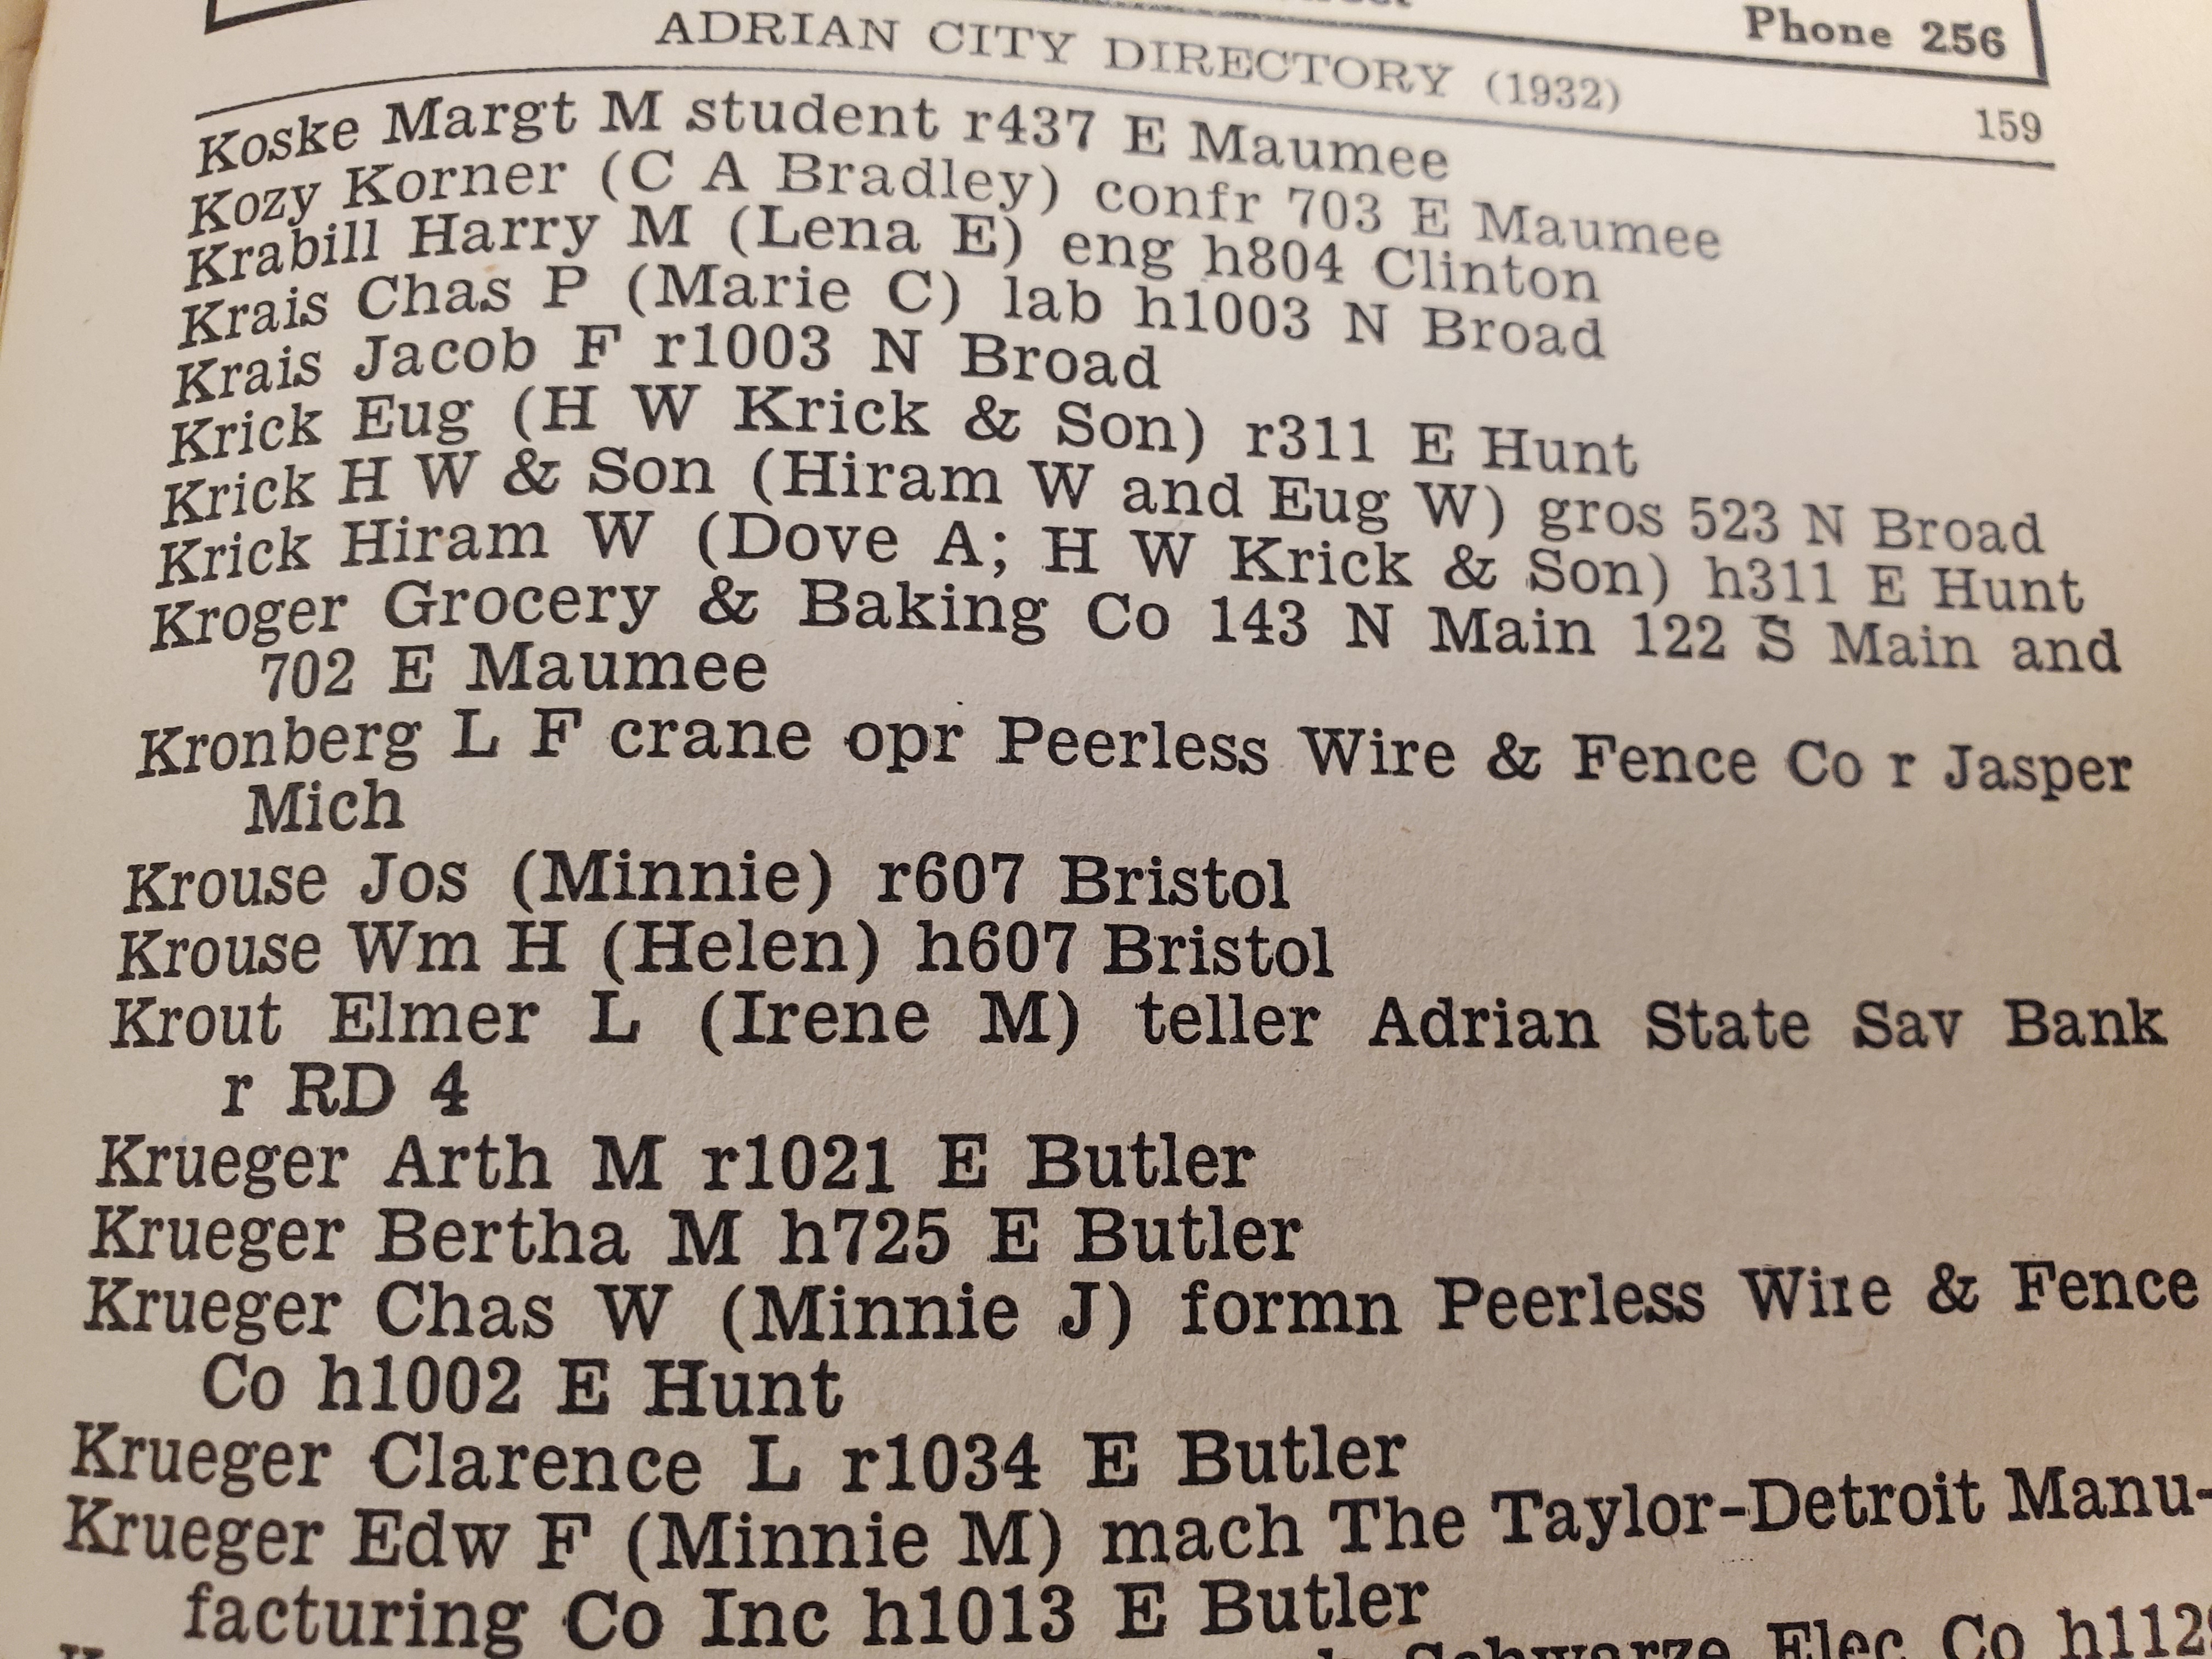 Phone 256
ADRIAN CITY DIRECTORY (1932)
159
Koske Margt M student r437 E Maumee
Kozy Korner (C A Bradley) confr 703 E Maumee
Krabill Harry M (Lena E) eng h804 Clinton
Krais Chas P (Marie C) lab h1003 N Broad
Krais Jacob F r1003 N Broad
Krick Eug (H W Krick & Son) r311 E Hunt
Krick H W & Son (Hiram W and Eug W) gros 523 N Broad
Krick Hiram W (Dove A; H W Krick & Son) h311 E Hunt
Kroger Grocery & Baking Co 143 N Main 122 S Main and
702 E Maumee
Kronberg L F crane opr Peerless Wire & Fence Co r Jasper
Mich
Krouse Jos (Minnie) r607 Bristol
Krouse Wm H (Helen) h607 Bristol
Krout Elmer L (Irene M) teller Adrian State Sav Bank
r RD 4
Krueger Arth M r1021 E Butler
Krueger Bertha M h725 E Butler
Krueger Chas W (Minnie J) formn Peerless Wire & Fence
Co h1002 E Hunt
Krueger Clarence L r1034 E Butler
Krueger Edw F (Minnie M) mach The Taylor-Detroit Manu-
facturing Co Inc h1013 E Butler
Schwarze Elec Co